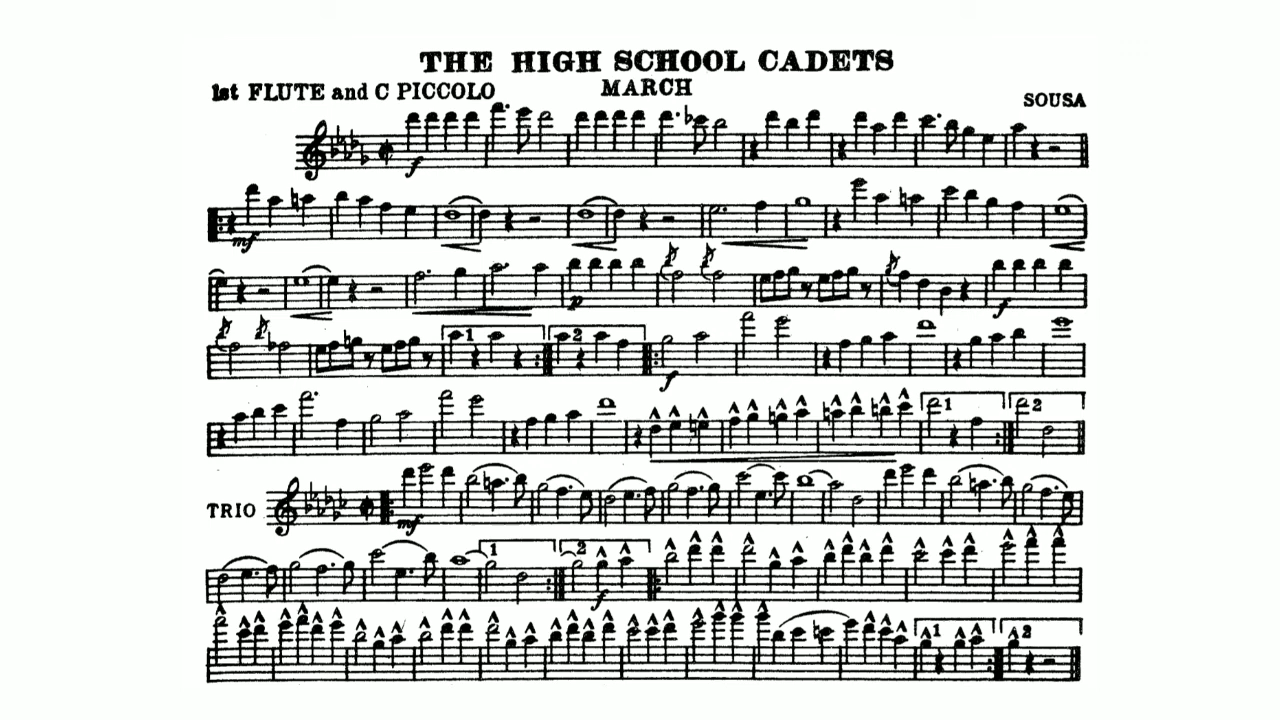 THE HIGH SCHOOL CADETS
1st FLUTE and C PICCOLO MARCH
SOUSA
f
mf
p f
1 2 f
1 2
TRIO mf
1 2 f
1 2